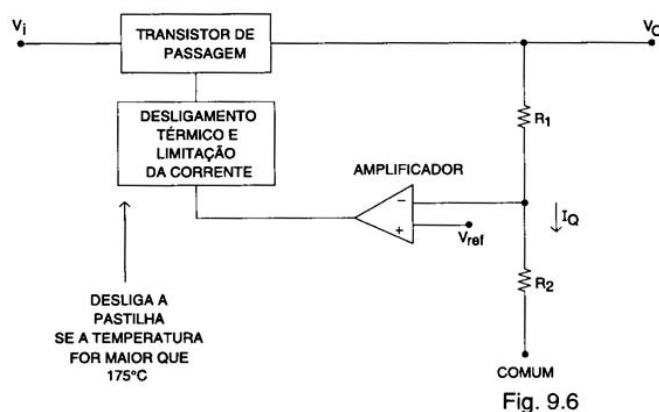 Vi
TRANSISTOR DE
PASSAGEM
VO
DESLIGAMENTO
TÉRMICO E
LIMITAÇÃO
DA CORRENTE
R1
AMPLIFICADOR
−
+
Vref
IQ
R2
DESLIGA A
PASTILHA
SE A TEMPERATURA
FOR MAIOR QUE
175°C
COMUM
Fig. 9.6